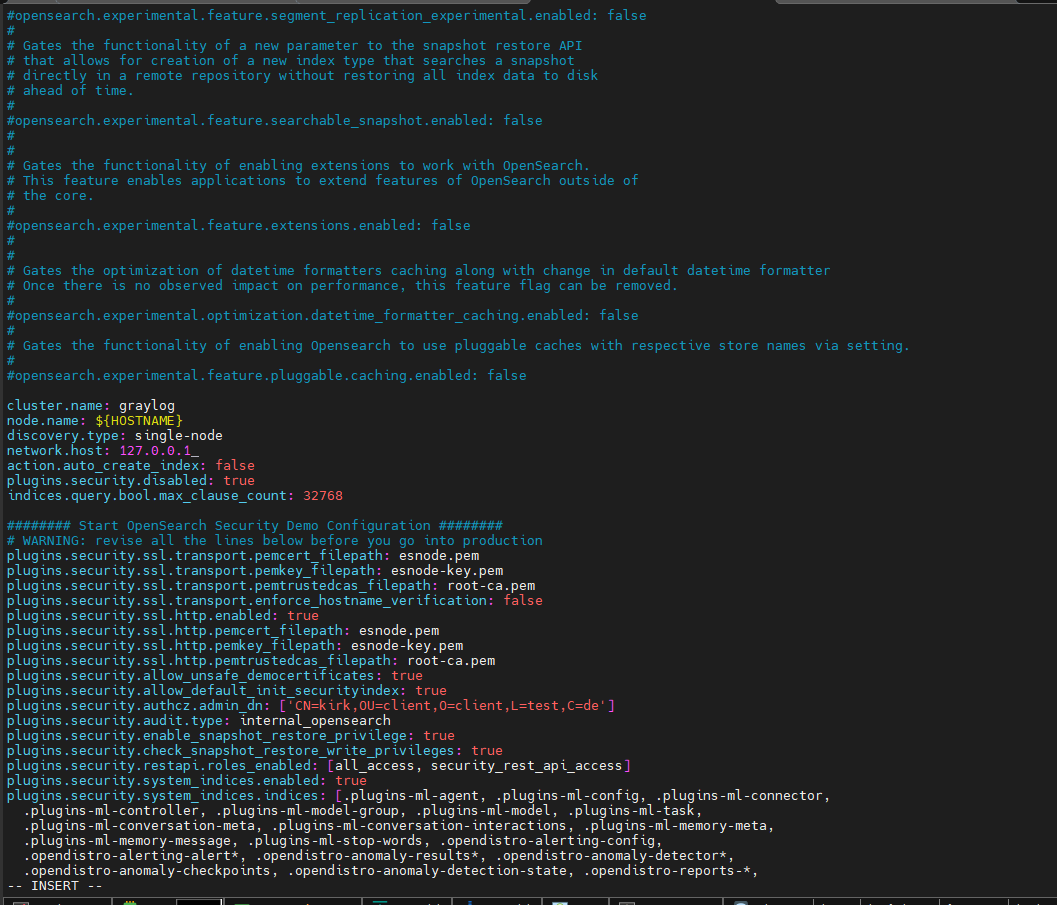 #opensearch.experimental.feature.segment_replication_experimental.enabled: false
#
# Gates the functionality of a new parameter to the snapshot restore API
# that allows for creation of a new index type that searches a snapshot
# directly in a remote repository without restoring all index data to disk
# ahead of time.
#
#opensearch.experimental.feature.searchable_snapshot.enabled: false
#
#
# Gates the functionality of enabling extensions to work with OpenSearch.
# This feature enables applications to extend features of OpenSearch outside of
# the core.
#
#opensearch.experimental.feature.extensions.enabled: false
#
#
# Gates the optimization of datetime formatters caching along with change in default datetime formatter
# Once there is no observed impact on performance, this feature flag can be removed.
#
#opensearch.experimental.optimization.datetime_formatter_caching.enabled: false
#
# Gates the functionality of enabling Opensearch to use pluggable caches with respective store names via setting.
#
#opensearch.experimental.feature.pluggable.caching.enabled: false
cluster.name: graylog
node.name: ${HOSTNAME}
discovery.type: single-node
network.host: 127.0.0.1_
action.auto_create_index: false
plugins.security.disabled: true
indices.query.bool.max_clause_count: 32768
######## Start OpenSearch Security Demo Configuration ########
# WARNING: revise all the lines below before you go into production
plugins.security.ssl.transport.pemcert_filepath: esnode.pem
plugins.security.ssl.transport.pemkey_filepath: esnode-key.pem
plugins.security.ssl.transport.pemtrustedcas_filepath: root-ca.pem
plugins.security.ssl.transport.enforce_hostname_verification: false
plugins.security.ssl.http.enabled: true
plugins.security.ssl.http.pemcert_filepath: esnode.pem
plugins.security.ssl.http.pemkey_filepath: esnode-key.pem
plugins.security.ssl.http.pemtrustedcas_filepath: root-ca.pem
plugins.security.allow_unsafe_democertificates: true
plugins.security.allow_default_init_securityindex: true
plugins.security.authcz.admin_dn: ['CN=kirk,OU=client,O=client,L=test,C=de']
plugins.security.audit.type: internal_opensearch
plugins.security.enable_snapshot_restore_privilege: true
plugins.security.check_snapshot_restore_write_privileges: true
plugins.security.restapi.roles_enabled: [all_access, security_rest_api_access]
plugins.security.system_indices.enabled: true
plugins.security.system_indices.indices: [.plugins-ml-agent, .plugins-ml-config, .plugins-ml-connector,
  .plugins-ml-controller, .plugins-ml-model-group, .plugins-ml-model, .plugins-ml-task,
  .plugins-ml-conversation-meta, .plugins-ml-conversation-interactions, .plugins-ml-memory-meta,
  .plugins-ml-memory-message, .plugins-ml-stop-words, .opendistro-alerting-config,
  .opendistro-alerting-alert*, .opendistro-anomaly-results*, .opendistro-anomaly-detector*,
  .opendistro-anomaly-checkpoints, .opendistro-anomaly-detection-state, .opendistro-reports-*,
-- INSERT --